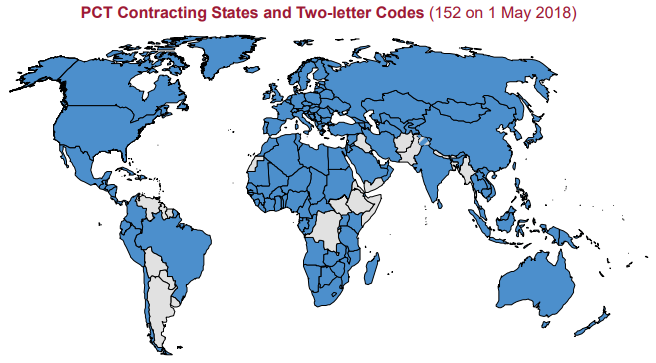 PCT Contracting States and Two-letter Codes (152 on 1 May 2018)